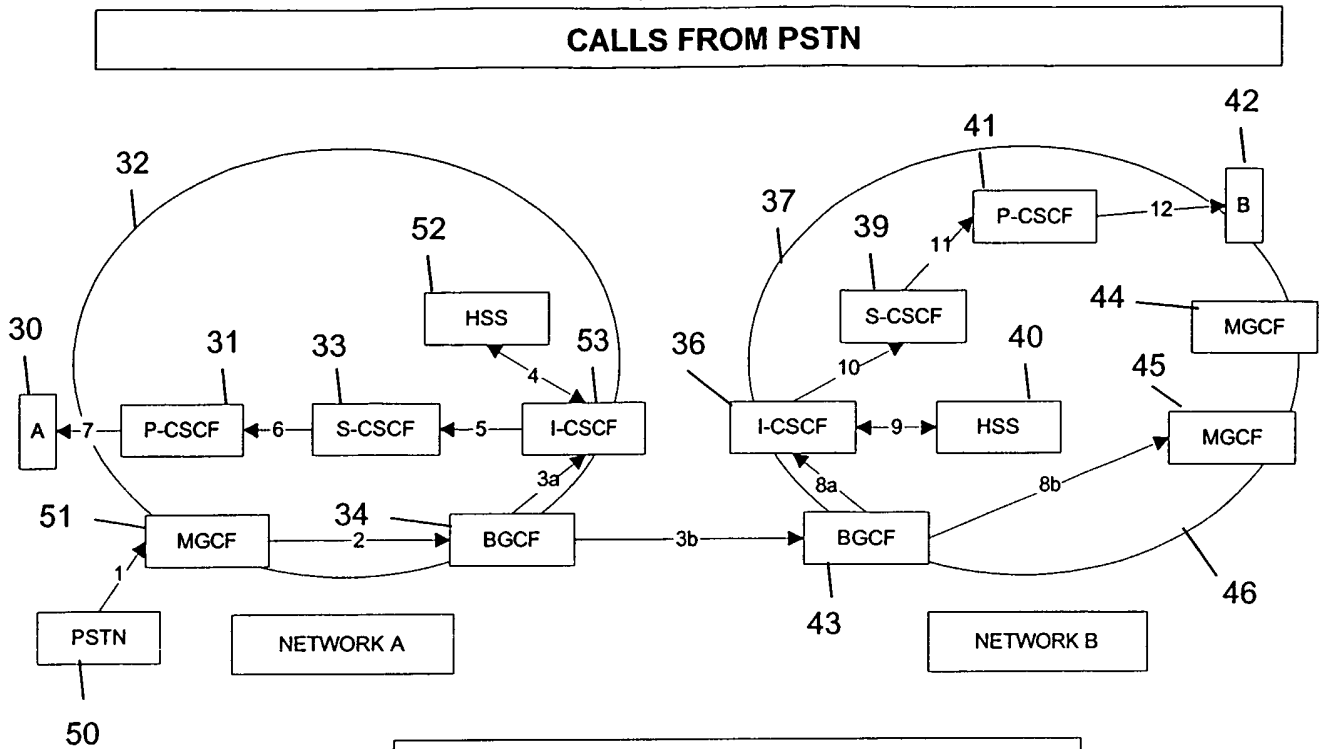 CALLS FROM PSTN
42
41
32
B
37
P-CSCF
12
39
11
52
S-CSCF
44
MGCF
HSS
30
31
33
53
36
40
45
4
10
A
7
P-CSCF
6
S-CSCF
5
I-CSCF
I-CSCF
9
HSS
MGCF
3a
8a
8b
51
34
MGCF
2
BGCF
3b
BGCF
1
46
43
PSTN
NETWORK A
NETWORK B
50